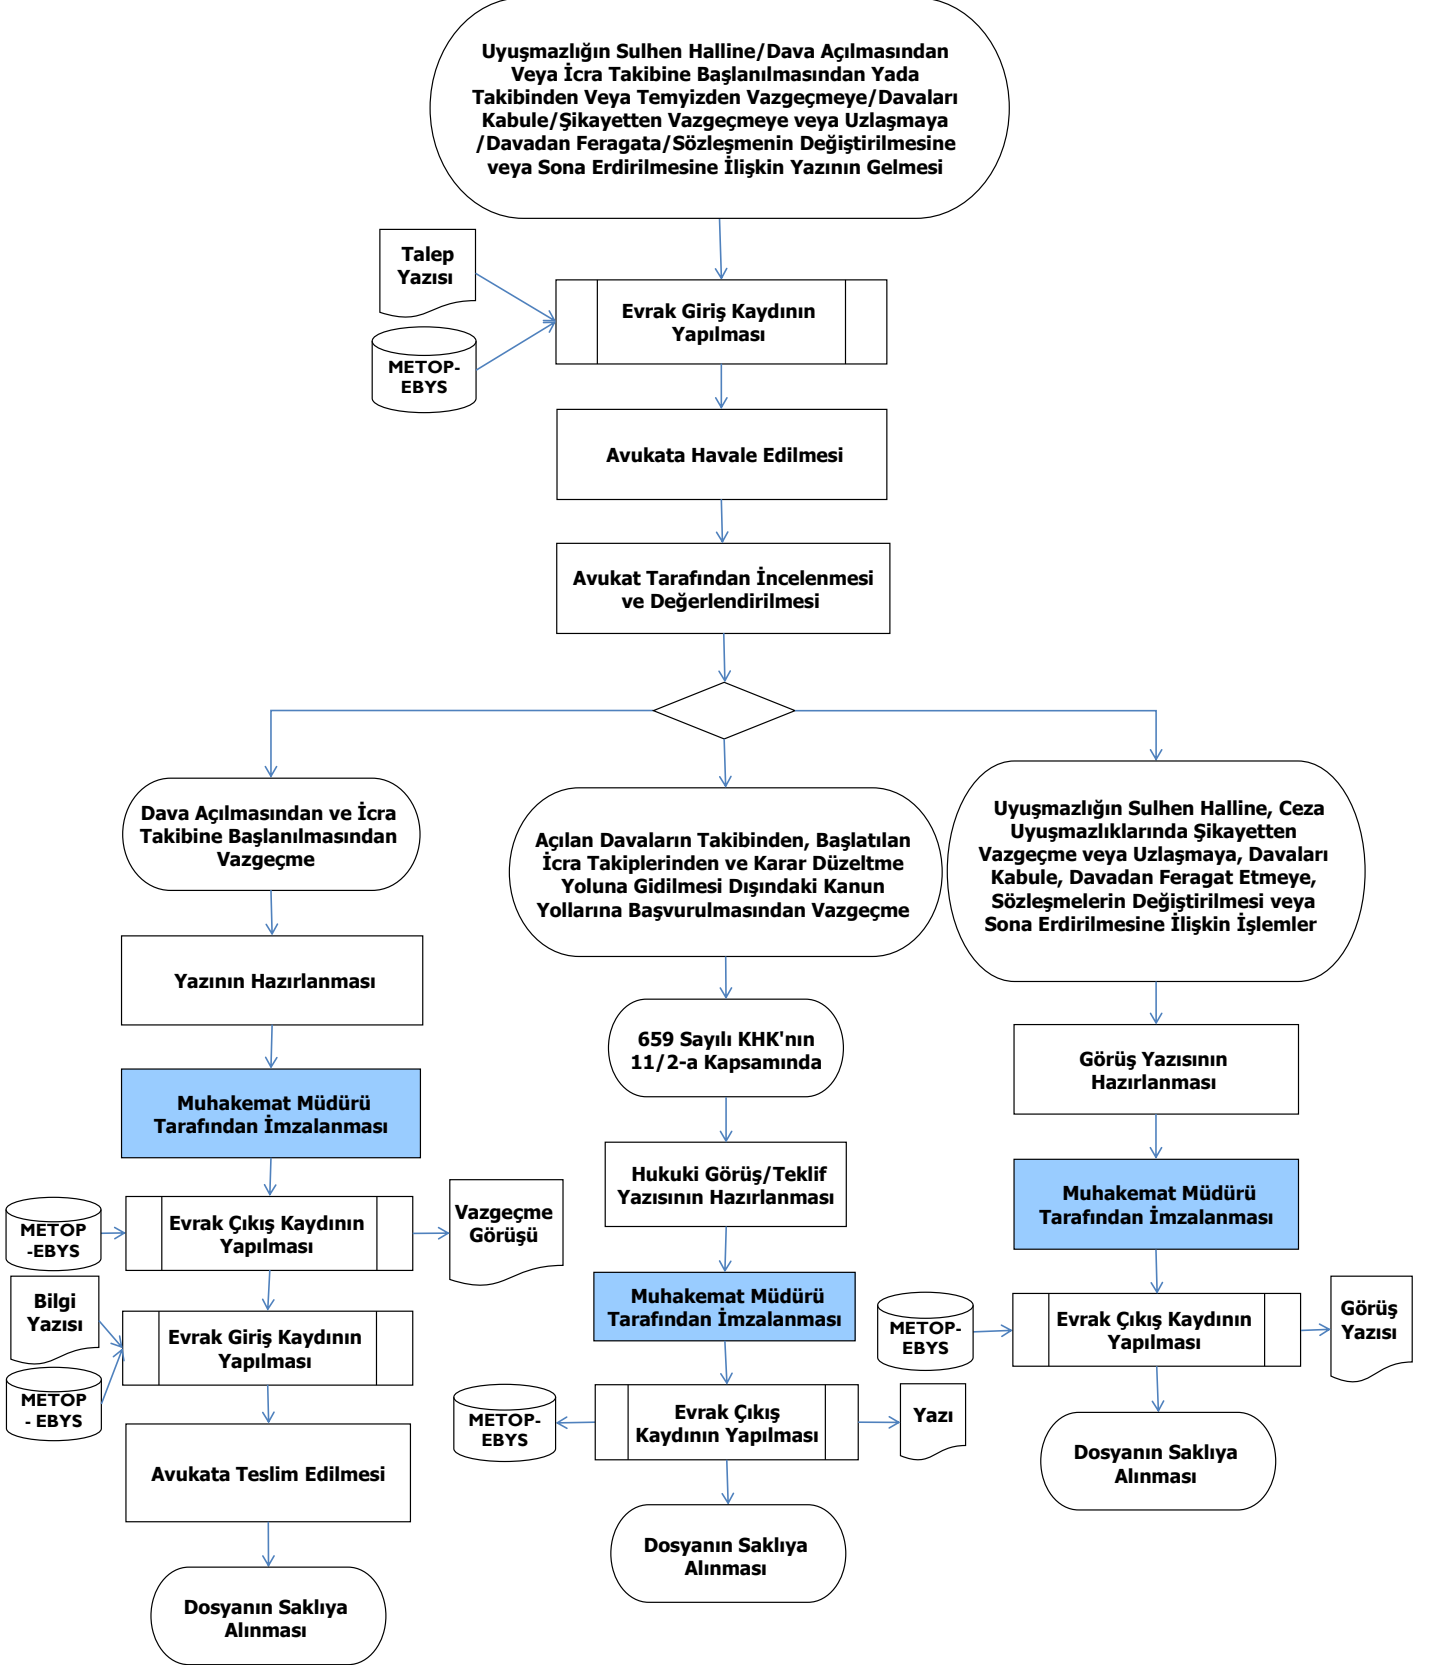 Uyuşmazlığın Sulhen Halline/Dava Açılmasından
Veya İcra Takibine Başlanılmasından Yada
Takibinden Veya Temyizden Vazgeçmeye/Davaları
Kabule/Şikayetten Vazgeçmeye veya Uzlaşmaya
/Davadan Feragata/Sözleşmenin Değiştirilmesine
veya Sona Erdirilmesine İlişkin Yazının Gelmesi
Talep
Yazısı
METOP-
EBYS
Evrak Giriş Kaydının
Yapılması
Avukata Havale Edilmesi
Avukat Tarafından İncelenmesi
ve Değerlendirilmesi
Dava Açılmasından ve İcra
Takibine Başlanılmasından
Vazgeçme
Yazının Hazırlanması
Muhakemat Müdürü
Tarafından İmzalanması
METOP
-EBYS
Evrak Çıkış Kaydının
Yapılması
Vazgeçme
Görüşü
Bilgi
Yazısı
METOP
- EBYS
Evrak Giriş Kaydının
Yapılması
Avukata Teslim Edilmesi
Dosyanın Saklıya
Alınması
Açılan Davaların Takibinden, Başlatılan
İcra Takiplerinden ve Karar Düzeltme
Yoluna Gidilmesi Dışındaki Kanun
Yollarına Başvurulmasından Vazgeçme
659 Sayılı KHK'nın
11/2-a Kapsamında
Hukuki Görüş/Teklif
Yazısının Hazırlanması
Muhakemat Müdürü
Tarafından İmzalanması
METOP-
EBYS
Evrak Çıkış
Kaydının Yapılması
Yazı
Dosyanın Saklıya
Alınması
Uyuşmazlığın Sulhen Halline, Ceza
Uyuşmazlıklarında Şikayetten
Vazgeçme veya Uzlaşmaya, Davaları
Kabule, Davadan Feragat Etmeye,
Sözleşmelerin Değiştirilmesi veya
Sona Erdirilmesine İlişkin İşlemler
Görüş Yazısının
Hazırlanması
Muhakemat Müdürü
Tarafından İmzalanması
METOP-
EBYS
Evrak Çıkış Kaydının
Yapılması
Görüş
Yazısı
Dosyanın Saklıya
Alınması